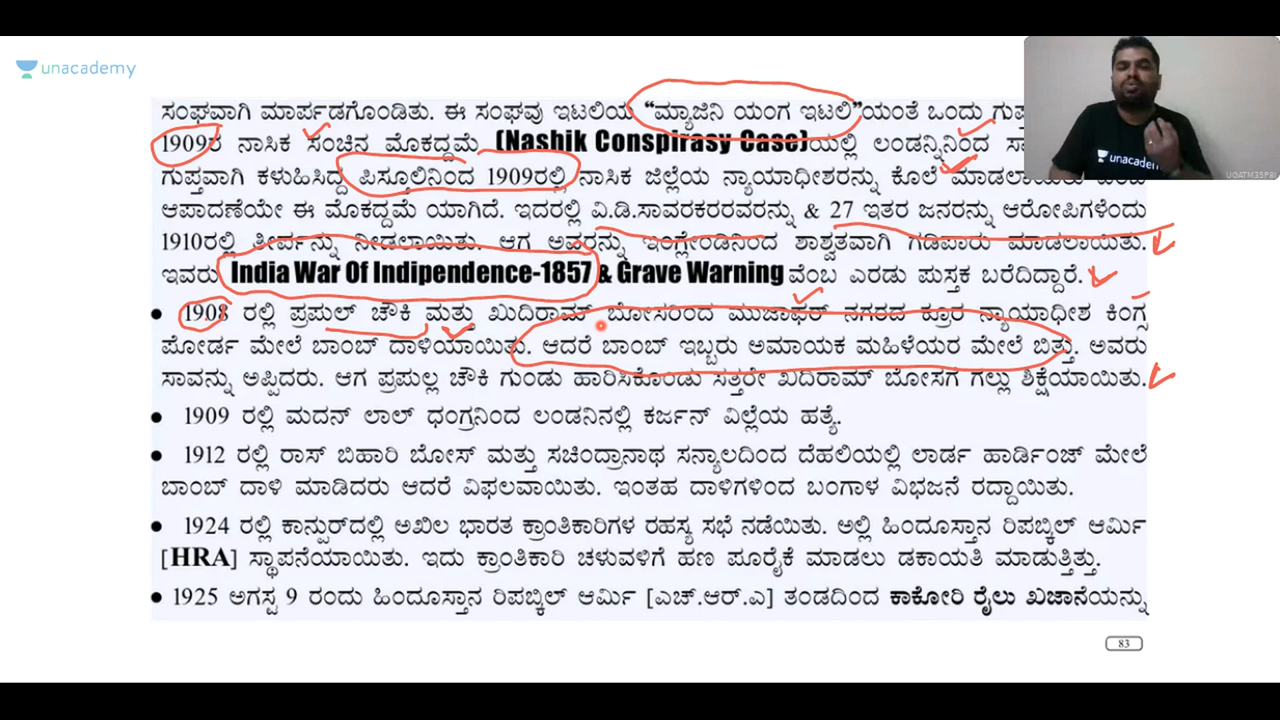 unacademy
ಸಂಘವಾಗಿ ಮಾರ್ಪಡಗೊಂಡಿತು. ಈ ಸಂಘವು ಇಟಲಿಯ “ಮ್ಯಾಜಿನಿ ಯಂಗ ಇಟಲಿ”ಯಂತೆ ಒಂದು
1909ರ ನಾಸಿಕ ಸಂಚಿನ ಮೊಕದ್ದಮೆ (Nashik Conspirasy Case)ಯಲ್ಲಿ ಲಂಡನ್ನಿನಿಂದ
ಗುಪ್ತವಾಗಿ ಕಳುಹಿಸಿದ್ದ ಪಿಸ್ತೂಲಿನಿಂದ 1909ರಲ್ಲಿ ನಾಸಿಕ ಜಿಲ್ಲೆಯ ನ್ಯಾಯಾಧೀಶರನ್ನು ಕೊಲೆ
ಆಪಾದಣೆಯೇ ಈ ಮೊಕದ್ದಮೆ ಯಾಗಿದೆ. ಇದರಲ್ಲಿ ವಿ.ಡಿ.ಸಾವರಕರರವರನ್ನು & 27 ಇತರ ಜನರನ್ನು ಆರೋಪಿಗಳೆಂದು
1910ರಲ್ಲಿ ತೀರ್ಪನ್ನು ನೀಡಲಾಯಿತು. ಆಗ ಅವರನ್ನು ಇಂಗ್ಲೇಂಡಿನಿಂದ ಶಾಶ್ವತವಾಗಿ ಗಡಿಪಾರು ಮಾಡಲಾಯಿತು.
ಇವರು India War Of Indipendence-1857 & Grave Warning ವೆಂಬ ಎರಡು ಪುಸ್ತಕ ಬರೆದಿದ್ದಾರೆ.
• 1908 ರಲ್ಲಿ ಪ್ರಪುಲ್ ಚೌಕಿ ಮತ್ತು ಖುದಿರಾಮ್ ಬೋಸರಿಂದ ಮುಜಾಫರ್ ನಗರದ ಕ್ರೂರ ನ್ಯಾಯಾಧೀಶ ಕಿಂಗ್ಸ
ಪೋರ್ಡ ಮೇಲೆ ಬಾಂಬ್ ದಾಳಿಯಾಯಿತು. ಆದರೆ ಬಾಂಬ್ ಇಬ್ಬರು ಅಮಾಯಕ ಮಹಿಳೆಯರ ಮೇಲೆ ಬಿತ್ತು. ಅವರು
ಸಾವನ್ನು ಅಪ್ಪಿದರು. ಆಗ ಪ್ರಪುಲ್ಲ ಚೌಕಿ ಗುಂಡು ಹಾರಿಸಿಕೊಂಡು ಸತ್ತರೇ ಖದಿರಾಮ್ ಬೋಸಗೆ ಗಲ್ಲು ಶಿಕ್ಷೆಯಾಯಿತು.
• 1909 ರಲ್ಲಿ ಮದನ್ ಲಾಲ್ ಧಂಗ್ರನಿಂದ ಲಂಡನಿನಲ್ಲಿ ಕರ್ಜನ್ ವಿಲ್ಲೆಯ ಹತ್ಯೆ.
• 1912 ರಲ್ಲಿ ರಾಸ್ ಬಿಹಾರಿ ಬೋಸ್ ಮತ್ತು ಸಚಿಂದ್ರಾನಾಥ ಸನ್ಯಾಲದಿಂದ ದೆಹಲಿಯಲ್ಲಿ ಲಾರ್ಡ ಹಾರ್ಡಿಂಜ್ ಮೇಲೆ
ಬಾಂಬ್ ದಾಳಿ ಮಾಡಿದರು ಆದರೆ ವಿಫಲವಾಯಿತು. ಇಂತಹ ದಾಳಿಗಳಿಂದ ಬಂಗಾಳ ವಿಭಜನೆ ರದ್ದಾಯಿತು.
• 1924 ರಲ್ಲಿ ಕಾನ್ಪುರ್‌ದಲ್ಲಿ ಅಖಿಲ ಭಾರತ ಕ್ರಾಂತಿಕಾರಿಗಳ ರಹಸ್ಯ ಸಭೆ ನಡೆಯಿತು. ಅಲ್ಲಿ ಹಿಂದೂಸ್ತಾನ ರಿಪಬ್ಲಿಕ್ ಆರ್ಮಿ
[HRA] ಸ್ಥಾಪನೆಯಾಯಿತು. ಇದು ಕ್ರಾಂತಿಕಾರಿ ಚಳುವಳಿಗೆ ಹಣ ಪೂರೈಕೆ ಮಾಡಲು ಡಕಾಯತಿ ಮಾಡುತ್ತಿತ್ತು.
• 1925 ಅಗಸ್ಟ 9 ರಂದು ಹಿಂದೂಸ್ತಾನ ರಿಪಬ್ಲಿಕ್ ಆರ್ಮಿ [ಎಚ್.ಆರ್.ಎ] ತಂಡದಿಂದ ಕಾಕೋರಿ ರೈಲು ಖಜಾನೆಯನ್ನು
83
unacademy